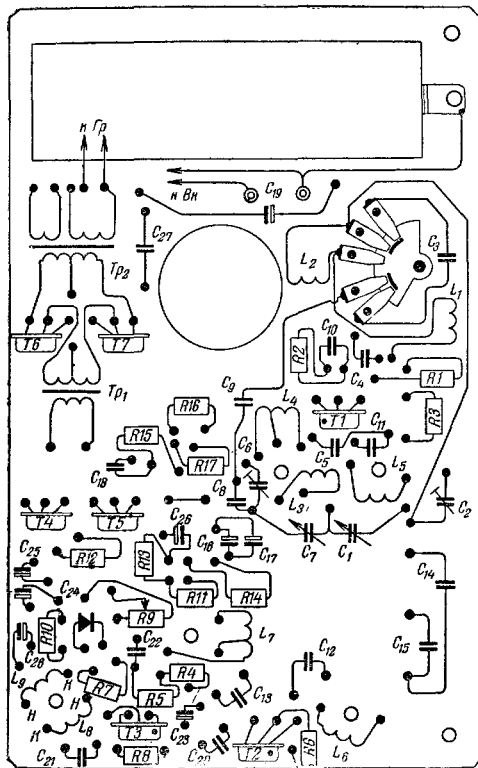 к Гр
к Вк
C19
C27
C3
L2
L1
Тр2
Т6
Т7
C10
R2
C4
R1
C9
Тр1
R16
L4
Т1
C11
R3
R15
C6
R17
C18
C5
L5
C8
L3
C2
Т4
Т5
C26
C16
C17
C7
C1
C25
R12
R13
C14
C24
R11
R14
R10
R9
L7
C28
C22
C15
C12
L9
к
R7
R4
н
н
R5
C13
L8
к
Т3
C23
Т2
R6
L6
C21
R8
C20